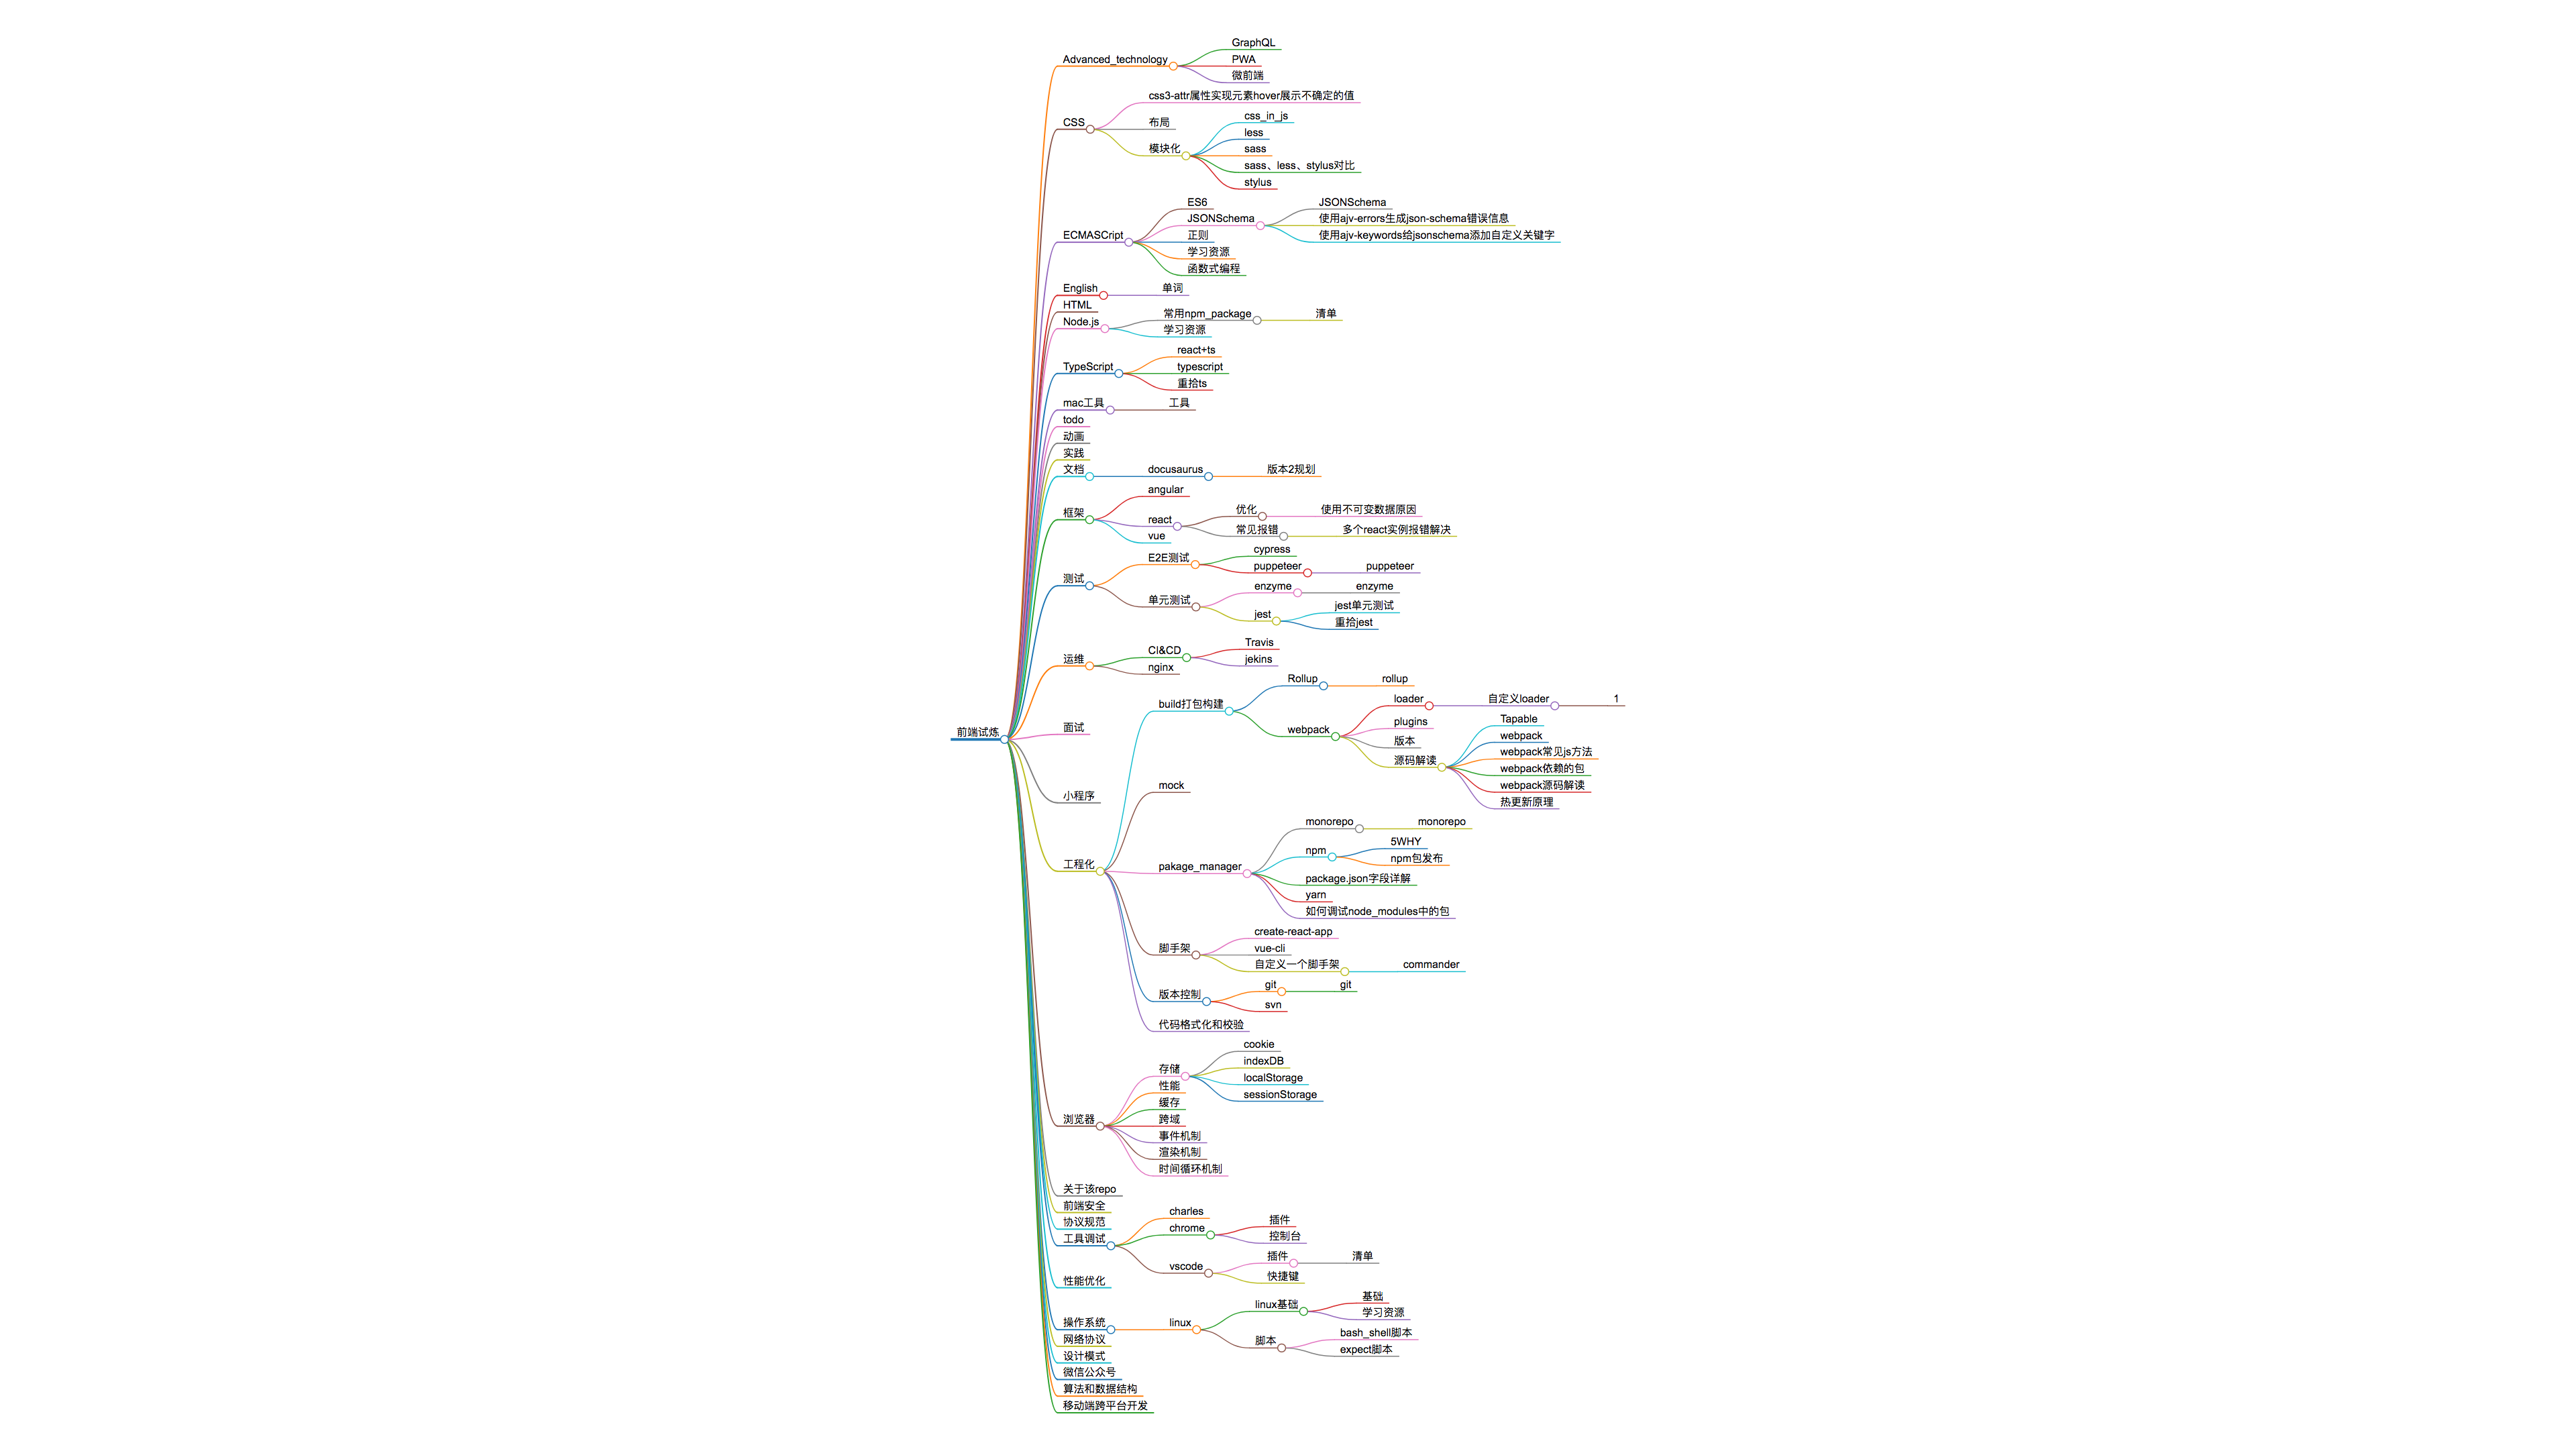 前端试炼
Advanced_technology
GraphQL
PWA
微前端
CSS
css3-attr属性实现元素hover展示不确定的值
布局
模块化
css_in_js
less
sass
sass、less、stylus对比
stylus
ECMASCript
ES6
JSONSchema
JSONSchema
使用ajv-errors生成json-schema错误信息
使用ajv-keywords给jsonschema添加自定义关键字
正则
学习资源
函数式编程
English
单词
HTML
Node.js
常用npm_package
清单
学习资源
TypeScript
react+ts
typescript
重拾ts
mac工具
工具
todo
动画
实践
文档
docusaurus
版本2规划
框架
angular
react
优化
使用不可变数据原因
常见报错
多个react实例报错解决
vue
测试
E2E测试
cypress
puppeteer
puppeteer
单元测试
enzyme
enzyme
jest
jest单元测试
重拾jest
运维
CI&CD
Travis
jekins
nginx
面试
小程序
工程化
build打包构建
Rollup
rollup
webpack
loader
自定义loader
1
plugins
版本
源码解读
Tapable
webpack
webpack常见js方法
webpack依赖的包
webpack源码解读
热更新原理
mock
pakage_manager
monorepo
monorepo
npm
5WHY
npm包发布
package.json字段详解
yarn
如何调试node_modules中的包
脚手架
create-react-app
vue-cli
自定义一个脚手架
commander
版本控制
git
git
svn
代码格式化和校验
浏览器
存储
cookie
indexDB
localStorage
sessionStorage
性能
缓存
跨域
事件机制
渲染机制
时间循环机制
关于该repo
前端安全
协议规范
工具调试
charles
chrome
插件
控制台
vscode
插件
清单
快捷键
性能优化
操作系统
linux
linux基础
基础
学习资源
脚本
bash_shell脚本
expect脚本
网络协议
设计模式
微信公众号
算法和数据结构
移动端跨平台开发